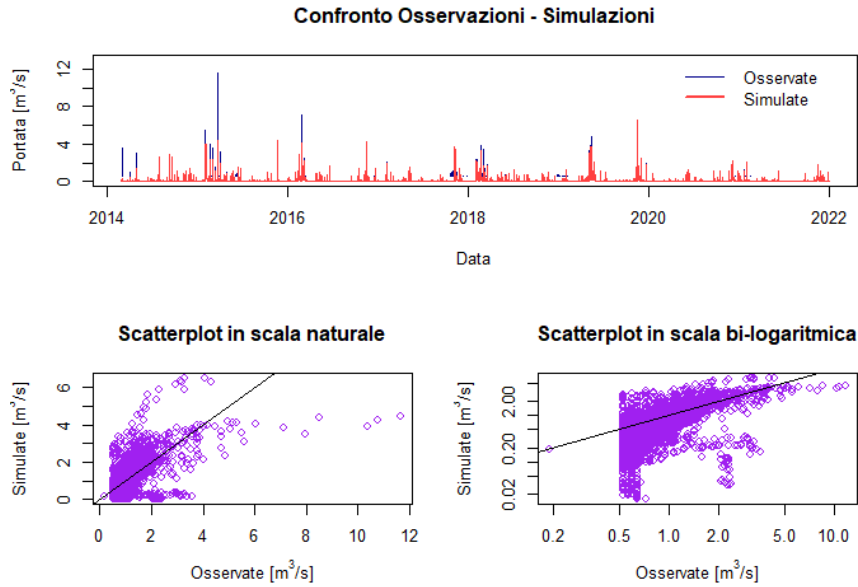 Confronto Osservazioni - Simulazioni
Portata [m³/s]
12
8
4
0
Osservate
Simulate
2014 2016 2018 2020 2022
Data
Scatterplot in scala naturale
Simulate [m³/s]
6
4
2
0
0 2 4 6 8 10 12
Osservate [m³/s]
Scatterplot in scala bi-logaritmica
Simulate [m³/s]
2.00
0.20
0.02
0.2 0.5 1.0 2.0 5.0 10.0
Osservate [m³/s]